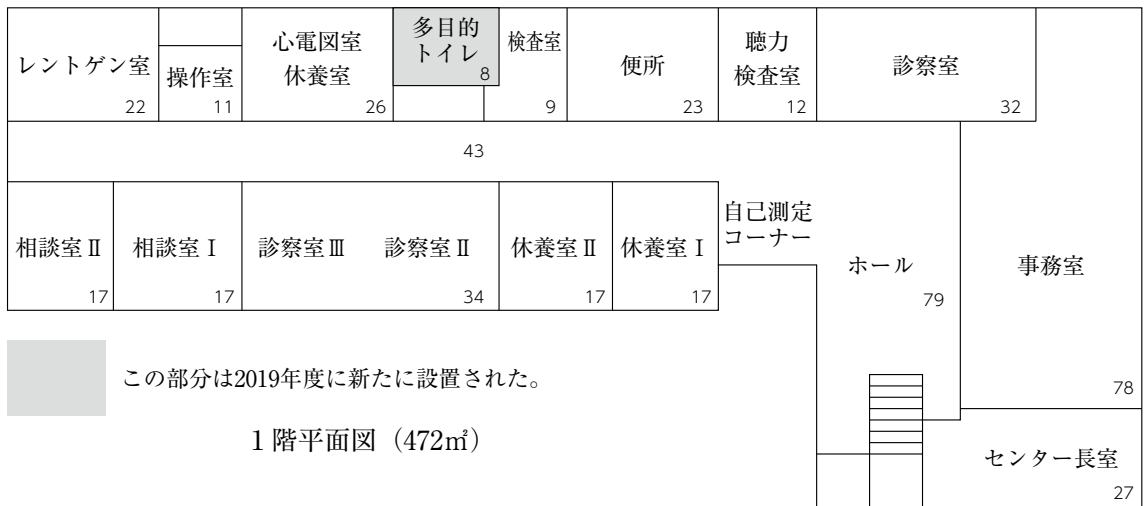 レントゲン室
22
操作室
11
心電図室
休養室
26
多目的
トイレ
8
検査室
9
便所
23
聴力
検査室
12
診察室
32
43
相談室Ⅱ
17
相談室Ⅰ
17
診察室Ⅲ
診察室Ⅱ
34
休養室Ⅱ
17
休養室Ⅰ
17
自己測定
コーナー
ホール
79
事務室
78
センター長室
27
この部分は2019年度に新たに設置された。
1階平面図（472㎡）